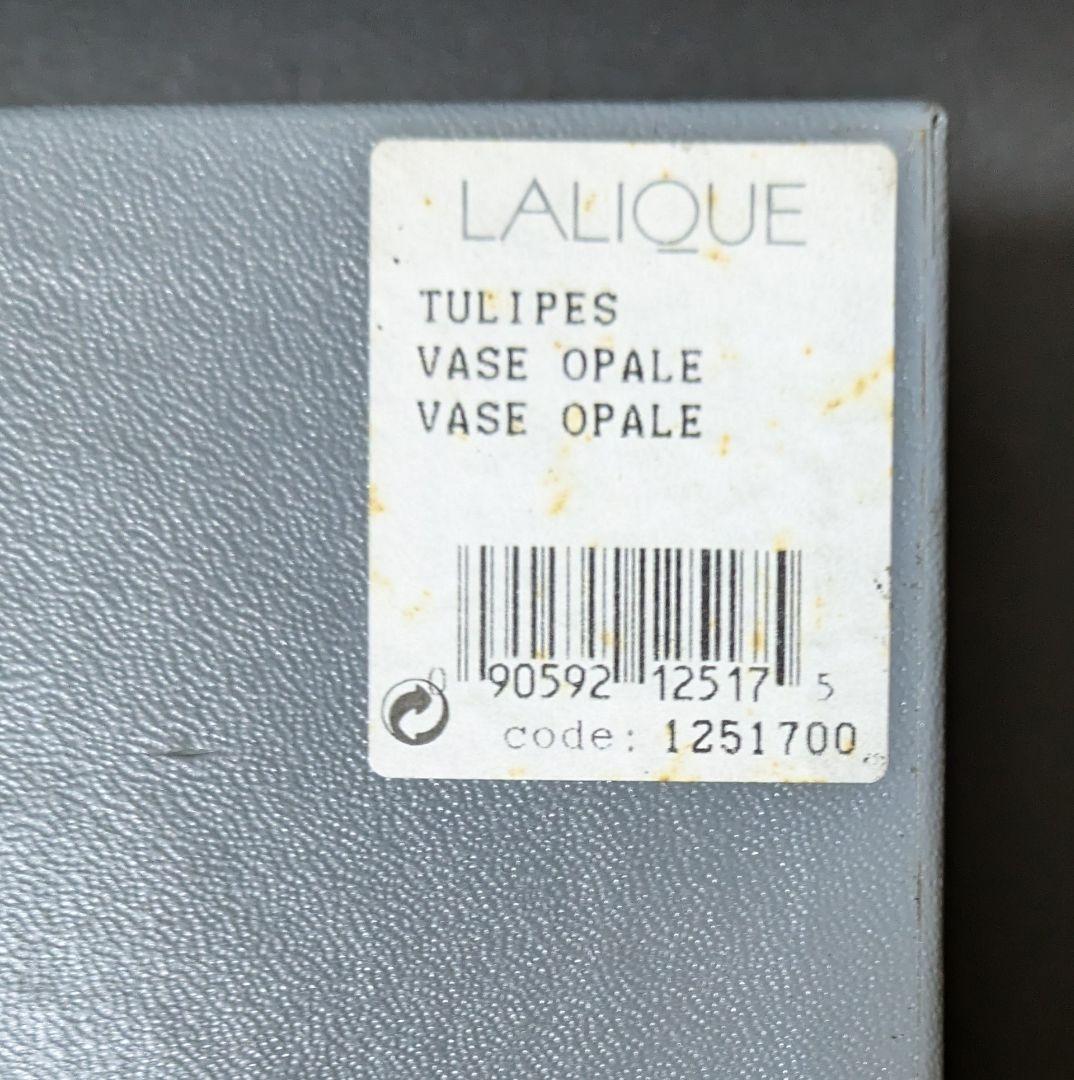 LALIQUE
TULIPES
VASE OPALE
VASE OPALE
0 90592 12517 5
code: 1251700